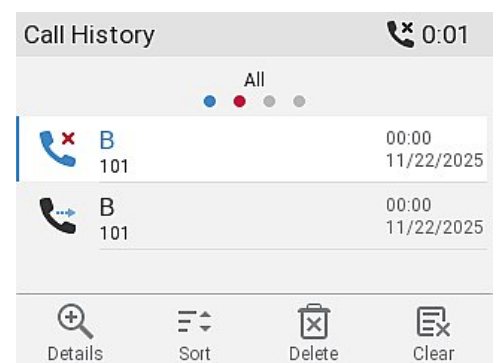 Call History 0:01
All
B 00:00
101 11/22/2025
B 00:00
101 11/22/2025
Details Sort Delete Clear